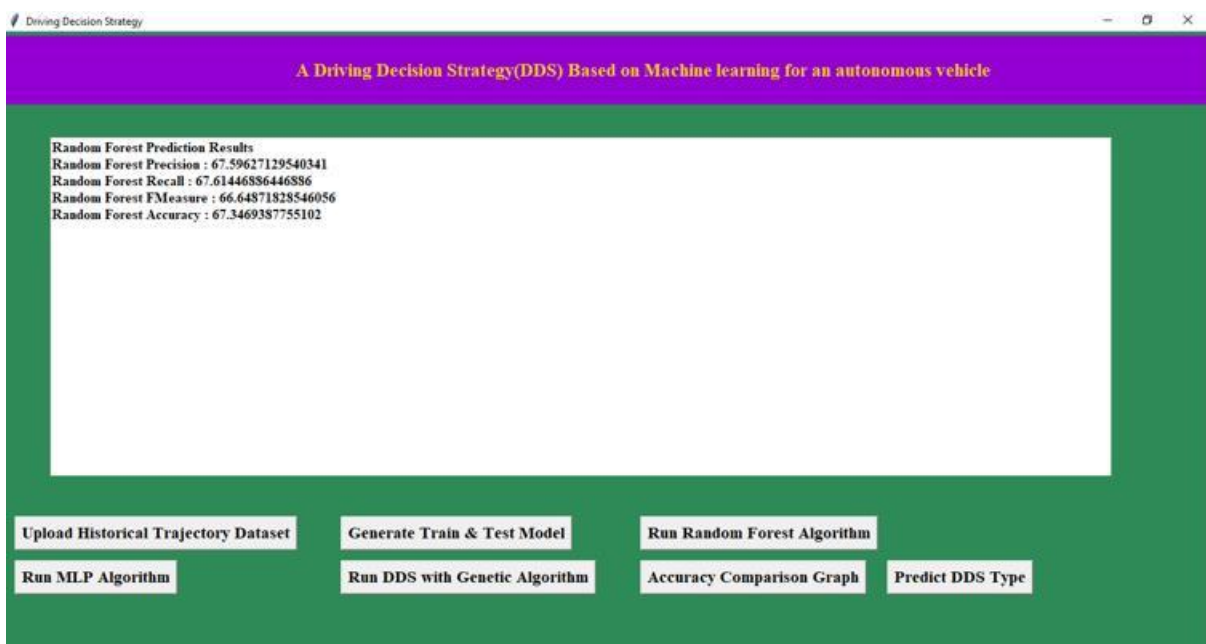 Driving Decision Strategy
A Driving Decision Strategy(DDS) Based on Machine learning for an autonomous vehicle
Random Forest Prediction Results
Random Forest Precision : 67.59627129540341
Random Forest Recall : 67.61446886446886
Random Forest FMeasure : 66.64871828546056
Random Forest Accuracy : 67.3469387755102
Upload Historical Trajectory Dataset
Generate Train & Test Model
Run Random Forest Algorithm
Run MLP Algorithm
Run DDS with Genetic Algorithm
Accuracy Comparison Graph
Predict DDS Type